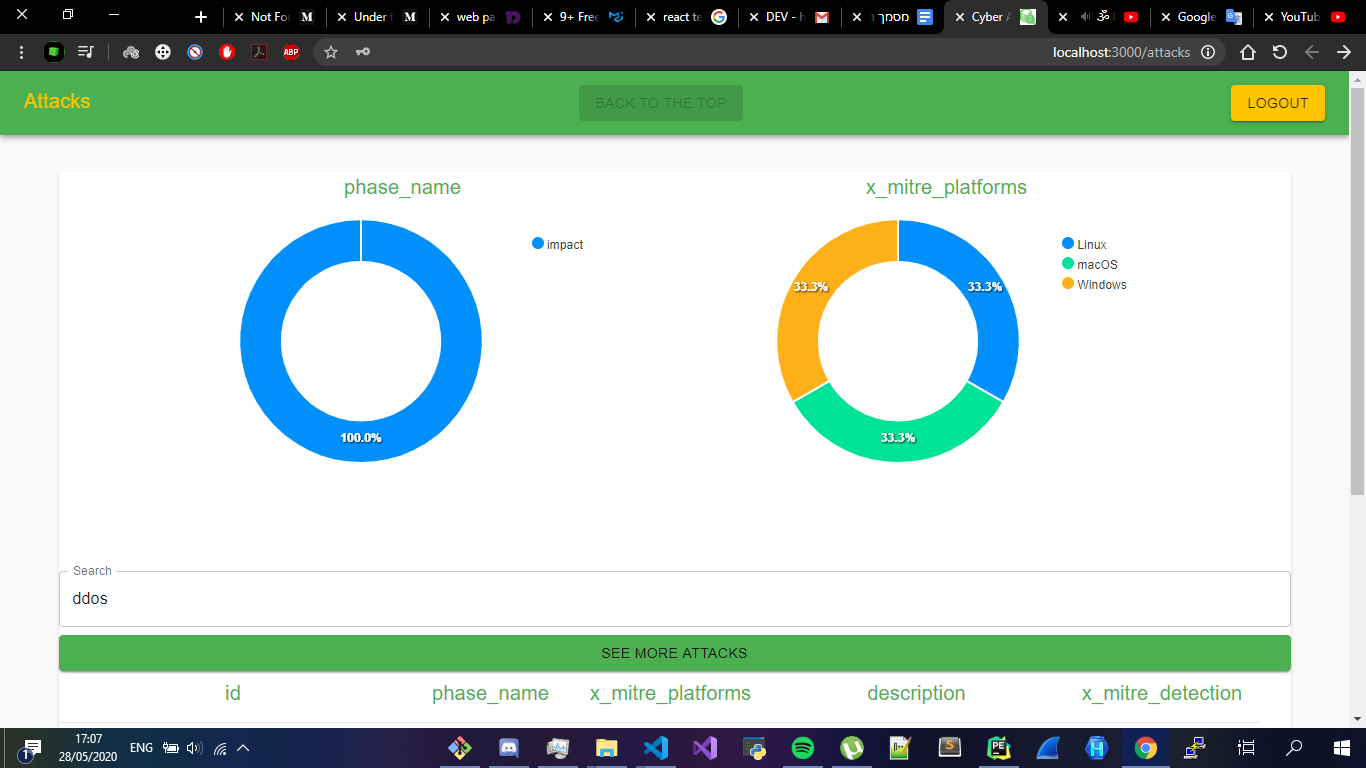 Not Fo
Under t
web pa
9+ Free
react te
DEV - h
מסמך ו
Cyber A
ॐ
Google
YouTub
localhost:3000/attacks
Attacks
BACK TO THE TOP
LOGOUT
phase_name
x_mitre_platforms
impact
100.0%
Linux
macOS
Windows
33.3%
33.3%
33.3%
Search
ddos
SEE MORE ATTACKS
id phase_name x_mitre_platforms description x_mitre_detection
1
17:07
28/05/2020
ENG